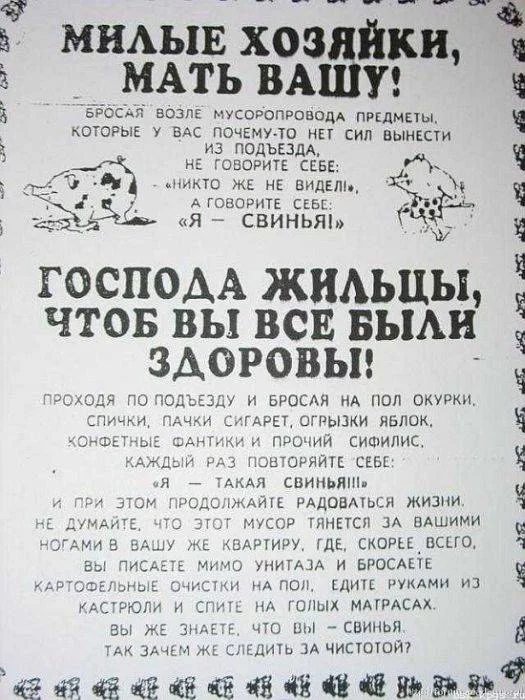 МИЛЫЕ ХОЗЯЙКИ,
МАТЬ ВАШУ!
БРОСАЯ ВОЗЛЕ МУСОРОПРОВОДА ПРЕДМЕТЫ,
КОТОРЫЕ У ВАС ПОЧЕМУ-ТО НЕТ СИЛ ВЫНЕСТИ
ИЗ ПОДЪЕЗДА,
НЕ ГОВОРИТЕ СЕБЕ:
«НИКТО ЖЕ НЕ ВИДЕЛ!»,
А ГОВОРИТЕ СЕБЕ:
«Я — СВИНЬЯ!»
ГОСПОДА ЖИЛЬЦЫ,
ЧТОБ ВЫ ВСЕ БЫЛИ
ЗДОРОВЫ!
ПРОХОДЯ ПО ПОДЪЕЗДУ И БРОСАЯ НА ПОЛ ОКУРКИ,
СПИЧКИ, ПАЧКИ СИГАРЕТ, ОГРЫЗКИ ЯБЛОК,
КОНФЕТНЫЕ ФАНТИКИ И ПРОЧИЙ СИФИЛИС,
КАЖДЫЙ РАЗ ПОВТОРЯЙТЕ СЕБЕ:
«Я — ТАКАЯ СВИНЬЯ!!!»
И ПРИ ЭТОМ ПРОДОЛЖАЙТЕ РАДОВАТЬСЯ ЖИЗНИ.
НЕ ДУМАЙТЕ, ЧТО ЭТОТ МУСОР ТЯНЕТСЯ ЗА ВАШИМИ
НОГАМИ В ВАШУ ЖЕ КВАРТИРУ, ГДЕ, СКОРЕЕ ВСЕГО,
ВЫ ПИСАЕТЕ МИМО УНИТАЗА И БРОСАЕТЕ
КАРТОФЕЛЬНЫЕ ОЧИСТКИ НА ПОЛ, ЕДИТЕ РУКАМИ ИЗ
КАСТРЮЛИ И СПИТЕ НА ГОЛЫХ МАТРАСАХ.
ВЫ ЖЕ ЗНАЕТЕ, ЧТО ВЫ – СВИНЬЯ.
ТАК ЗАЧЕМ ЖЕ СЛЕДИТЬ ЗА ЧИСТОТОЙ?